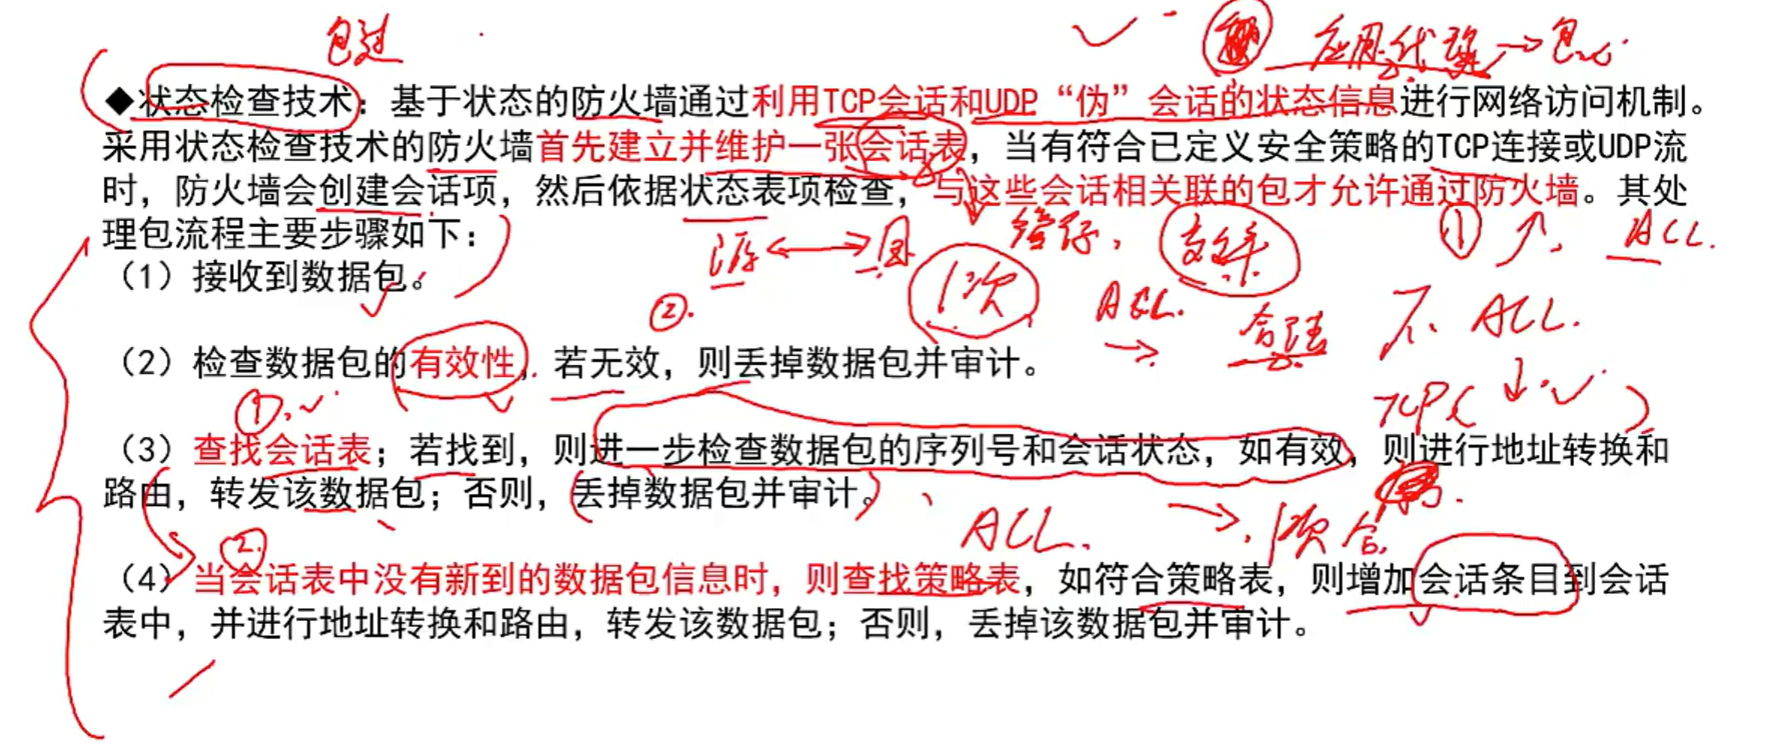 包过
应用代理→包
◆状态检查技术：基于状态的防火墙通过利用TCP会话和UDP“伪”会话的状态信息进行网络访问机制。
采用状态检查技术的防火墙首先建立并维护一张会话表，当有符合已定义安全策略的TCP连接或UDP流
时，防火墙会创建会话项，然后依据状态表项检查，与这些会话相关联的包才允许通过防火墙。其处
理包流程主要步骤如下：
源 目 效率 ① ACL.
（1）接收到数据包。
1次
②. ACL. 合法 不 ACL.
（2）检查数据包的有效性，若无效，则丢掉数据包并审计。
①. TCP( )
（3）查找会话表；若找到，则进一步检查数据包的序列号和会话状态，如有效，则进行地址转换和
路由，转发该数据包；否则，丢掉数据包并审计。
②. ACL. 1次合
（4）当会话表中没有新到的数据包信息时，则查找策略表，如符合策略表，则增加会话条目到会话
表中，并进行地址转换和路由，转发该数据包；否则，丢掉该数据包并审计。